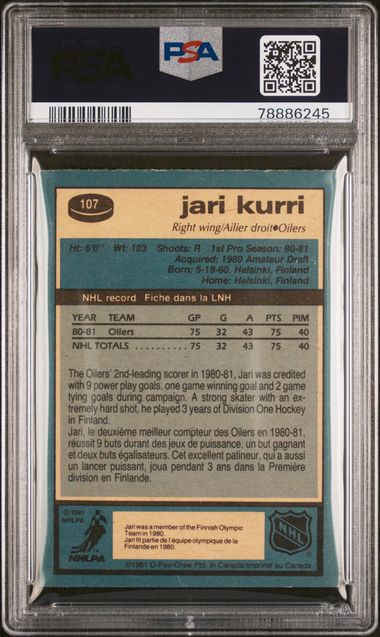 PSA
PSA
78886245
107
jari kurri
Right wing/Ailier droit•Oilers
Ht: 6'0" Wt: 183 Shoots: R 1st Pro Season: 80-81
Acquired: 1980 Amateur Draft
Born: 5-18-60, Helsinki, Finland
Home: Helsinki, Finland
NHL record Fiche dans la LNH
YEAR TEAM GP G A PTS PIM
80-81 Oilers 75 32 43 75 40
NHL TOTALS .......... 75 32 43 75 40
The Oilers' 2nd-leading scorer in 1980-81, Jari was credited
with 9 power play goals, one game winning goal and 2 game
tying goals during campaign. A strong skater with an ex-
tremely hard shot, he played 3 years of Division One Hockey
in Finland.
Jari, le deuxième meilleur compteur des Oilers en 1980-81,
réussit 9 buts durant des jeux de puissance, un but gagnant
et deux buts égalisateurs. Cet excellent patineur, qui a aussi
un lancer puissant, joua pendant 3 ans dans la Première
division en Finlande.
© 1981
NHLPA
NHLPA
Jari was a member of the Finnish Olympic
Team in 1980.
Jari fit partie de l'équipe olympique de la
Finlande en 1980.
NHL
©1981 O-Pee-Chee Ptd. in Canada/Imprimé au Canada
PSA